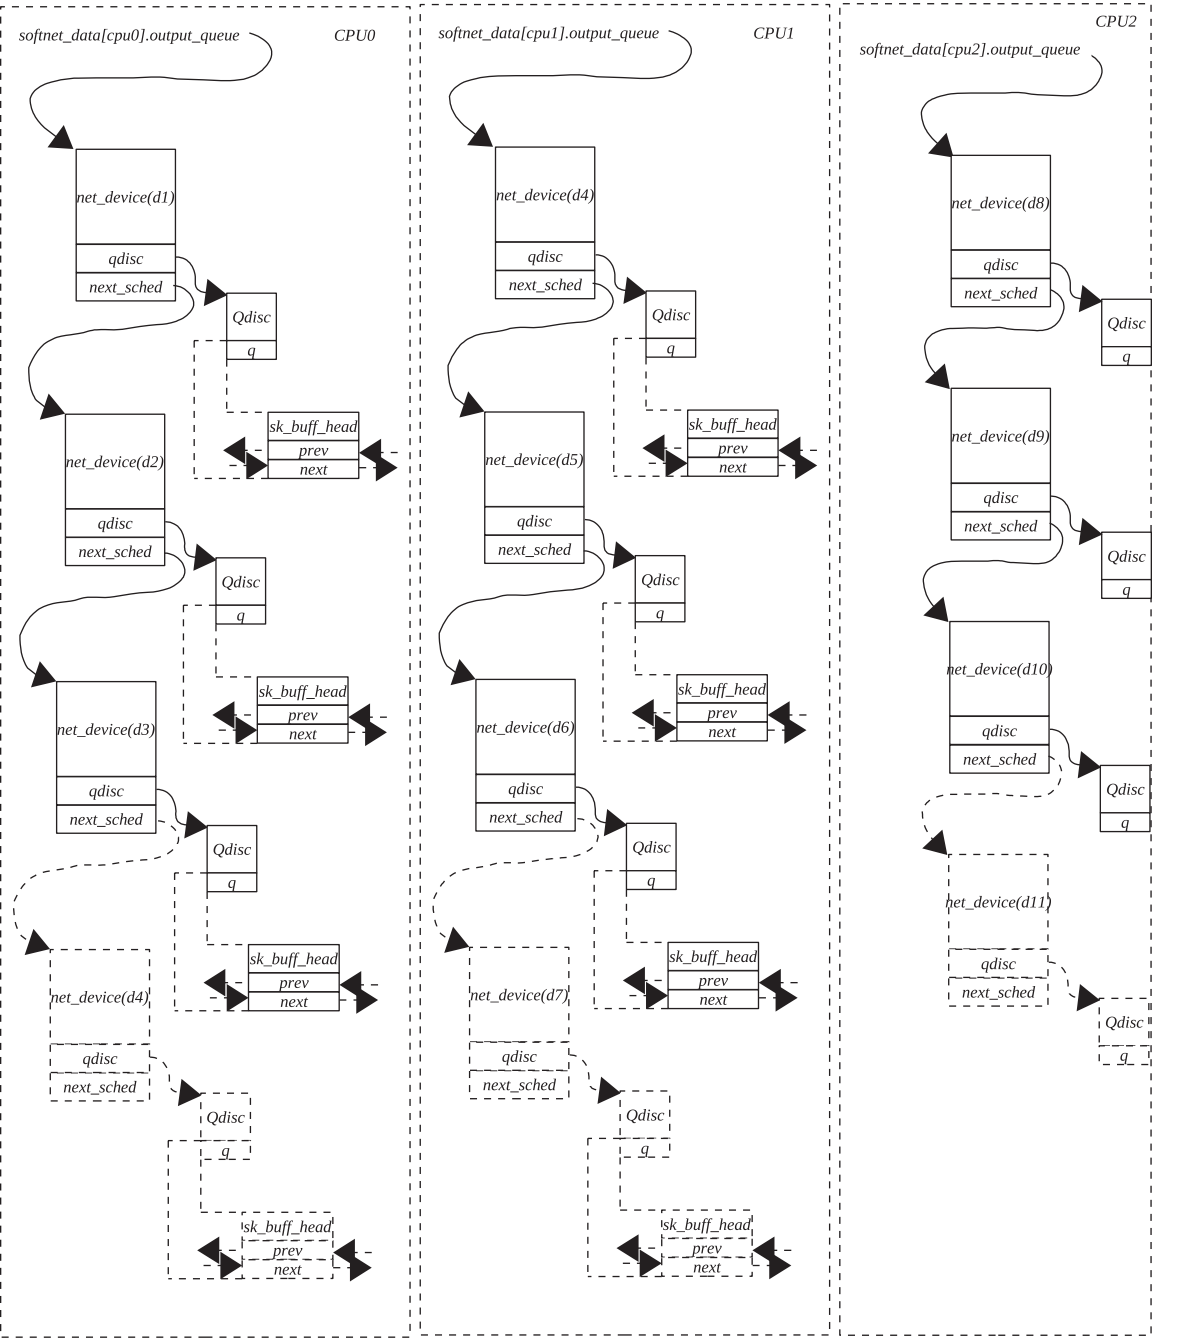 softnet_data[cpu0].output_queue
CPU0
net_device(d1)
qdisc
next_sched
Qdisc
q
sk_buff_head
prev
next
net_device(d2)
qdisc
next_sched
Qdisc
q
sk_buff_head
prev
next
net_device(d3)
qdisc
next_sched
Qdisc
q
sk_buff_head
prev
next
net_device(d4)
qdisc
next_sched
Qdisc
q
sk_buff_head
prev
next
softnet_data[cpu1].output_queue
CPU1
net_device(d4)
qdisc
next_sched
Qdisc
q
sk_buff_head
prev
next
net_device(d5)
qdisc
next_sched
Qdisc
q
sk_buff_head
prev
next
net_device(d6)
qdisc
next_sched
Qdisc
q
sk_buff_head
prev
next
net_device(d7)
qdisc
next_sched
Qdisc
q
sk_buff_head
prev
next
CPU2
softnet_data[cpu2].output_queue
net_device(d8)
qdisc
next_sched
Qdisc
q
net_device(d9)
qdisc
next_sched
Qdisc
q
net_device(d10)
qdisc
next_sched
Qdisc
q
net_device(d11)
qdisc
next_sched
Qdisc
q